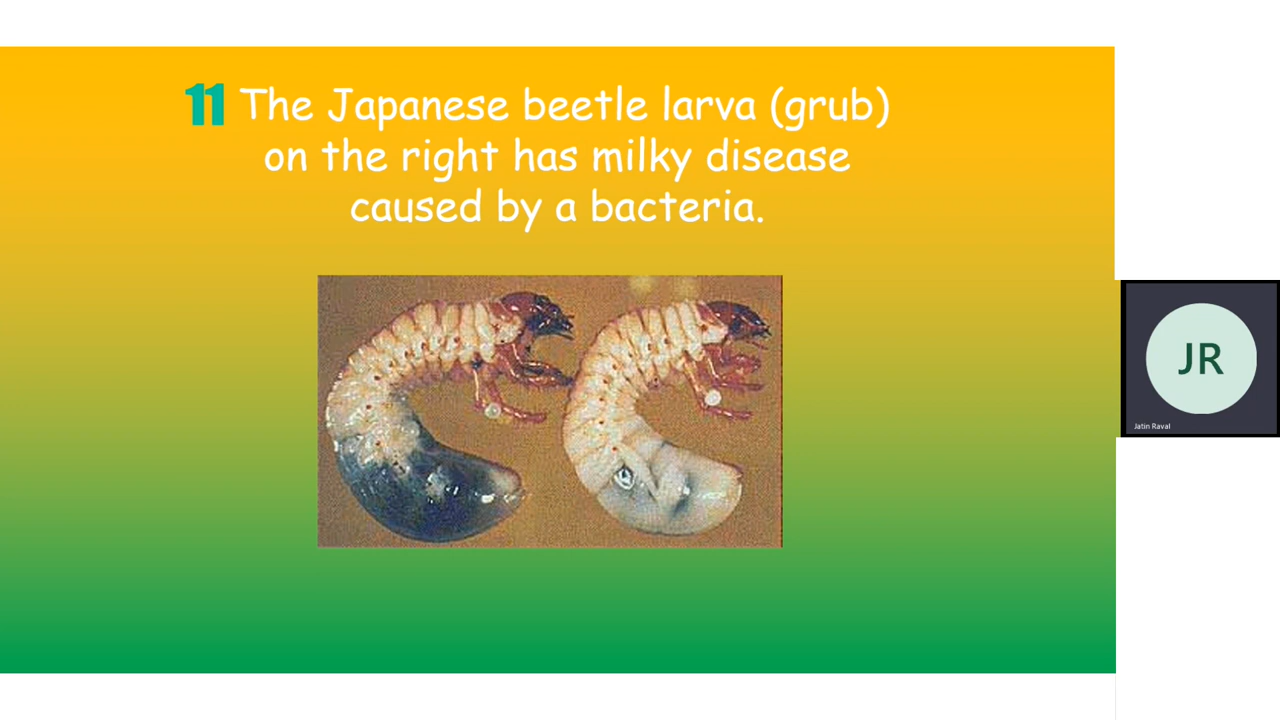 11 The Japanese beetle larva (grub)
on the right has milky disease
caused by a bacteria.
JR
Jatin Raval